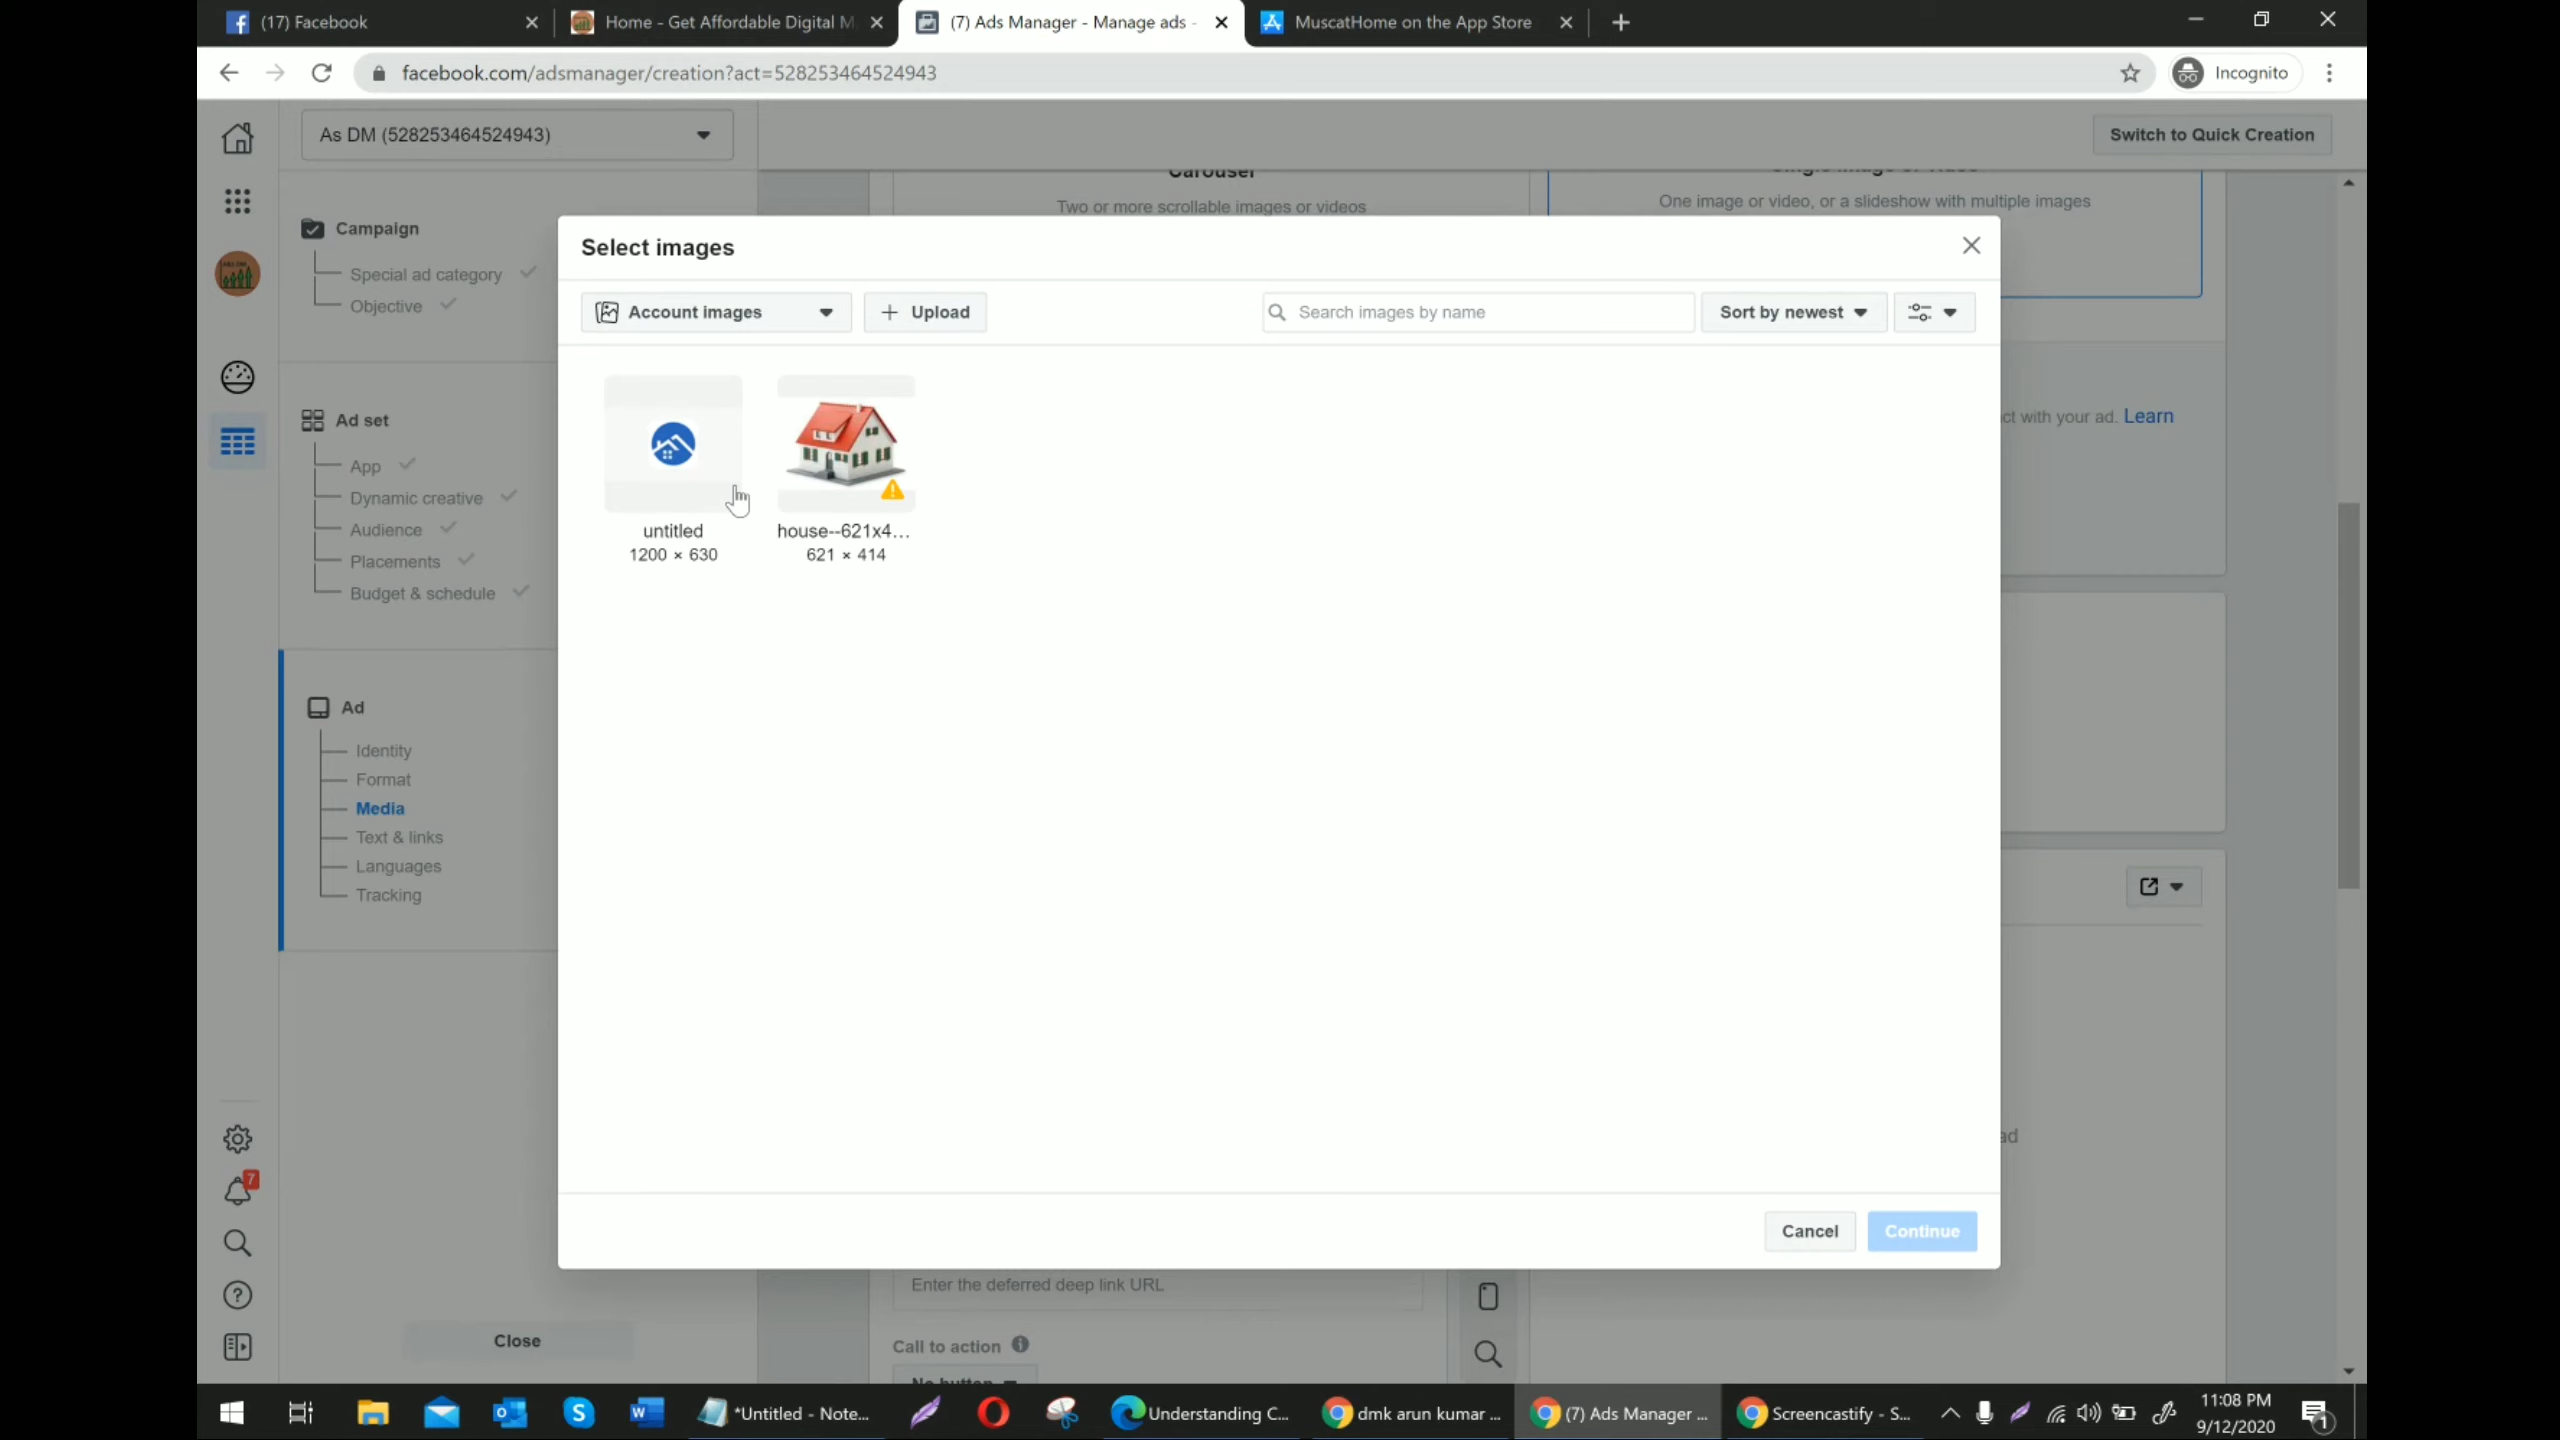 (17) Facebook
Home - Get Affordable Digital M
(7) Ads Manager - Manage ads -
MuscatHome on the App Store
facebook.com/adsmanager/creation?act=528253464524943
Incognito
As DM (528253464524943)
Switch to Quick Creation
Campaign
Special ad category
Objective
Ad set
App
Dynamic creative
Audience
Placements
Budget & schedule
Ad
Identity
Format
Media
Text & links
Languages
Tracking
Close
7
Carousel
Two or more scrollable images or videos
One image or video, or a slideshow with multiple images
ct with your ad. Learn
ad
Select images
Account images
+ Upload
Search images by name
Sort by newest
untitled
1200 × 630
house--621x4...
621 × 414
Cancel
Continue
Enter the deferred deep link URL
Call to action
No button
*Untitled - Note...
Understanding C...
dmk arun kumar ...
(7) Ads Manager ...
Screencastify - S...
11:08 PM
9/12/2020
1